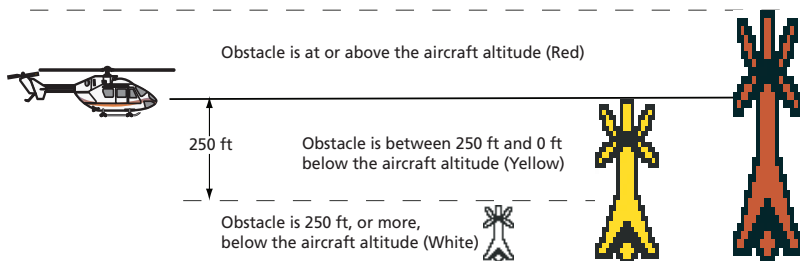 Obstacle is at or above the aircraft altitude (Red)
250 ft
Obstacle is between 250 ft and 0 ft
below the aircraft altitude (Yellow)
Obstacle is 250 ft, or more,
below the aircraft altitude (White)